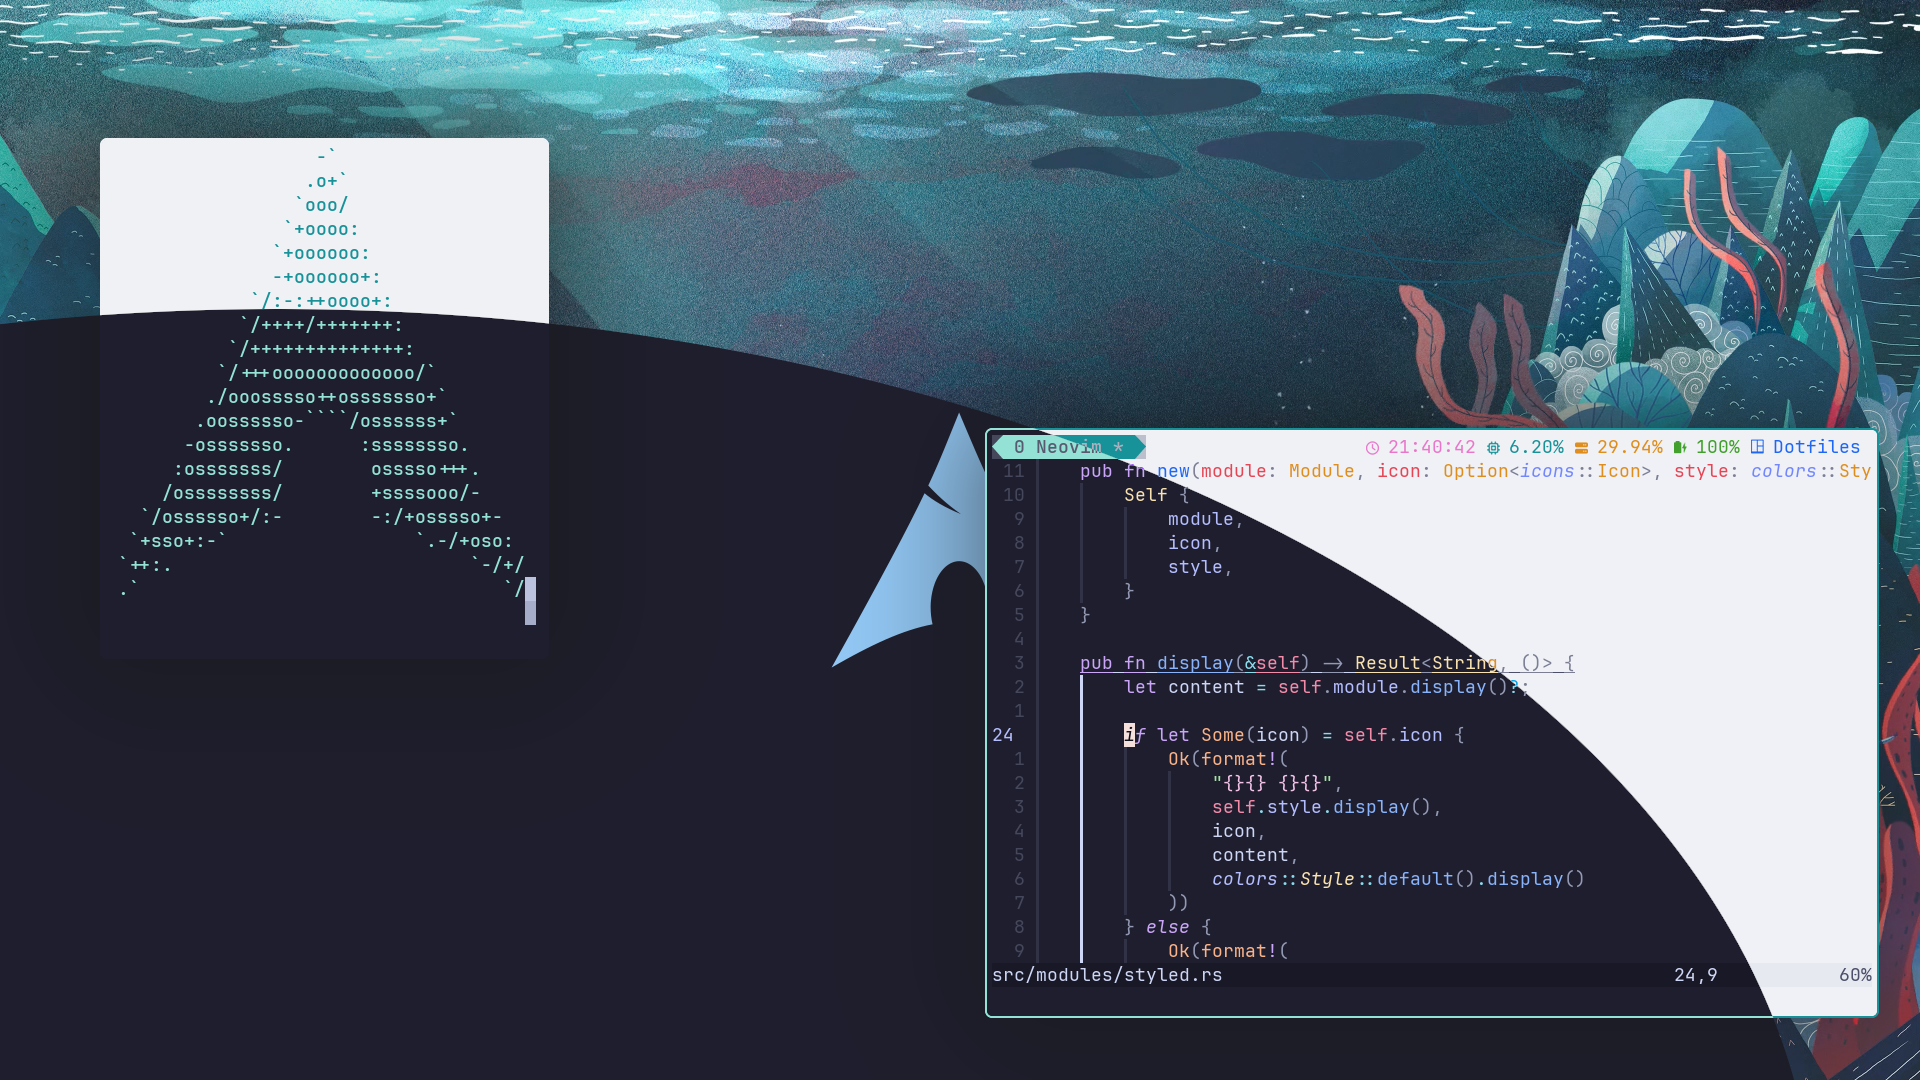 -`
.o+`
`ooo/
`+oooo:
`+oooooo:
-+oooooo+:
`/:-:++oooo+:
`/++++/+++++++:
`/++++++++++++++:
`/+++ooooooooooooo/`
./ooosssso++osssssso+`
.oossssso-````/ossssss+`
-osssssso. :ssssssso.
:osssssss/ osssso+++.
/ossssssss/ +ssssooo/-
`/ossssso+/:- -:/+osssso+-
`+sso+:-` `.-/+oso:
`++:. `-/+/
.` `/
0 Neovim * 21:40:42 6.20% 29.94% 100% Dotfiles
11 pub fn new(module: Module, icon: Option<icons::Icon>, style: colors::Sty
10 Self {
9 module,
8 icon,
7 style,
6 }
5 }
4
3 pub fn display(&self) -> Result<String, ()> {
2 let content = self.module.display()?;
1
24 if let Some(icon) = self.icon {
1 Ok(format!(
2 "{}{} {}{}",
3 self.style.display(),
4 icon,
5 content,
6 colors::Style::default().display()
7 ))
8 } else {
9 Ok(format!(
src/modules/styled.rs 24,9 60%